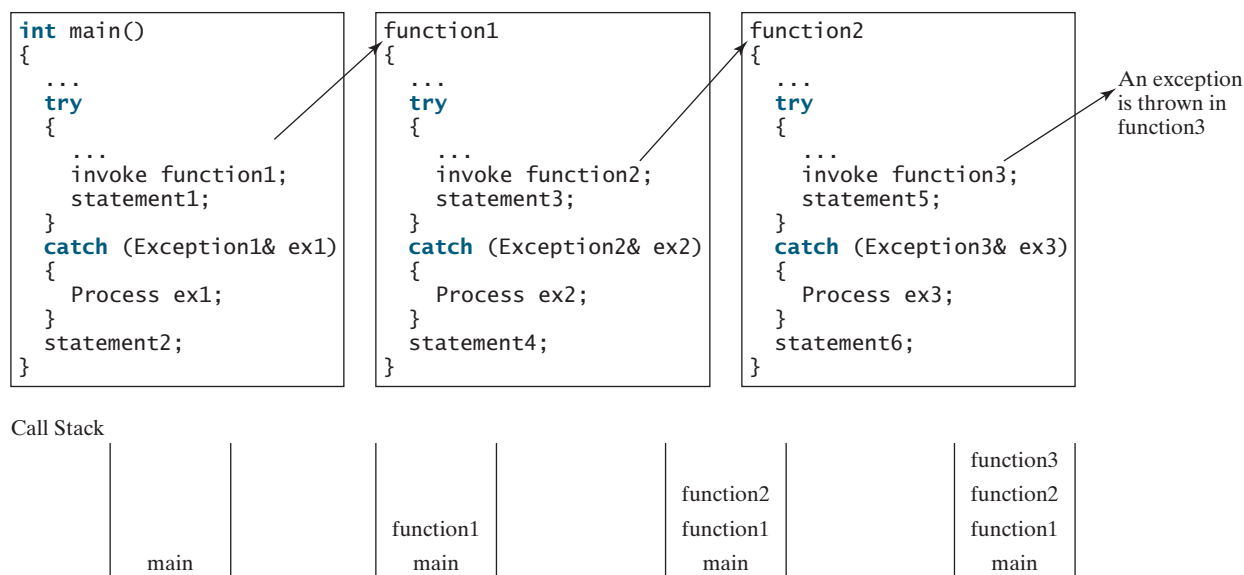 int main()
{
...
try
{
...
invoke function1;
statement1;
}
catch (Exception1& ex1)
{
Process ex1;
}
statement2;
}
function1
{
...
try
{
...
invoke function2;
statement3;
}
catch (Exception2& ex2)
{
Process ex2;
}
statement4;
}
function2
{
...
try
{
...
invoke function3;
statement5;
}
catch (Exception3& ex3)
{
Process ex3;
}
statement6;
}
An exception
is thrown in
function3
Call Stack
main
function1
main
function2
function1
main
function3
function2
function1
main